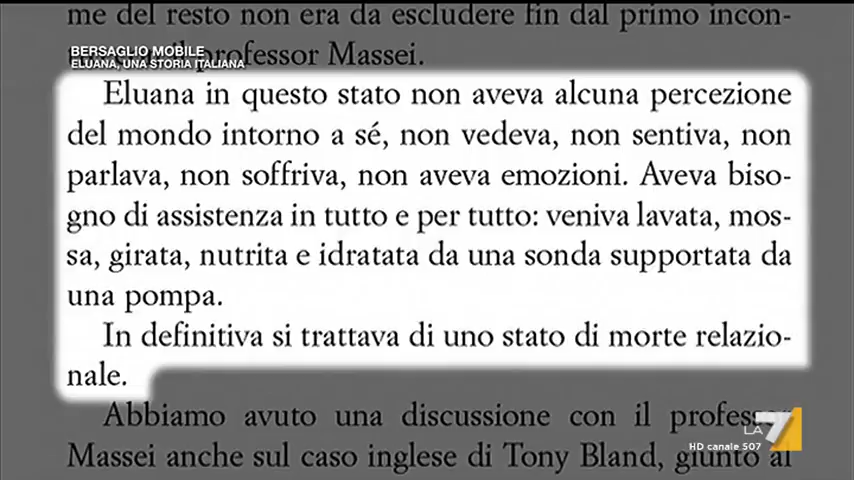 me del resto non era da escludere fin dal primo incon-
BERSAGLIO MOBILE
il professor Massei.
ELUANA, UNA STORIA ITALIANA
Eluana in questo stato non aveva alcuna percezione
del mondo intorno a sé, non vedeva, non sentiva, non
parlava, non soffriva, non aveva emozioni. Aveva biso-
gno di assistenza in tutto e per tutto: veniva lavata, mos-
sa, girata, nutrita e idratata da una sonda supportata da
una pompa.
In definitiva si trattava di uno stato di morte relazio-
nale.
Abbiamo avuto una discussione con il professor
Massei anche sul caso inglese di Tony Bland, giunto al
LA7
HD canale 507